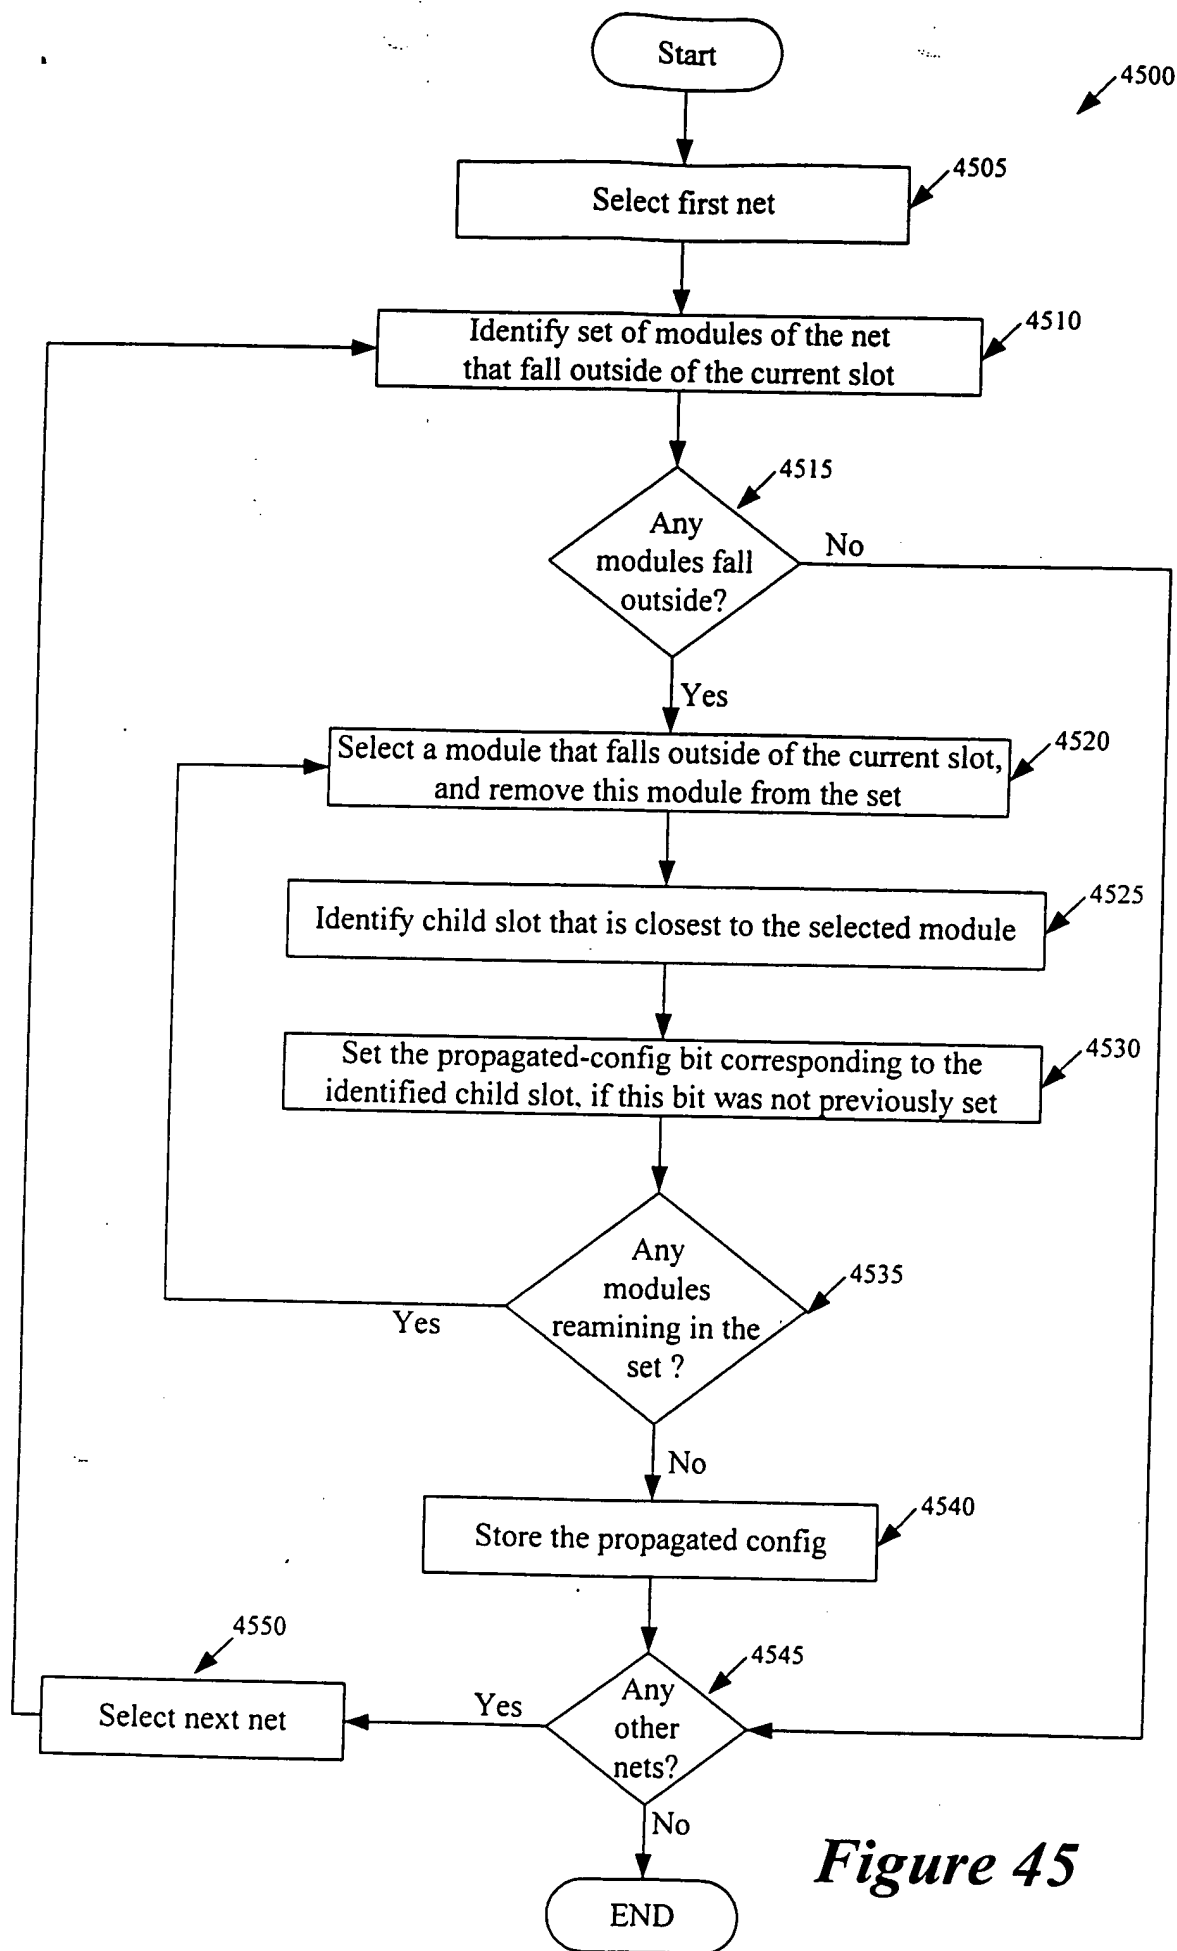 Start
4500
4505
Select first net
4510
Identify set of modules of the net
that fall outside of the current slot
4515
Any
modules fall
outside?
No
Yes
4520
Select a module that falls outside of the current slot,
and remove this module from the set
4525
Identify child slot that is closest to the selected module
4530
Set the propagated-config bit corresponding to the
identified child slot, if this bit was not previously set
4535
Any
modules
reamining in the
set ?
Yes
No
4540
Store the propagated config
4550
4545
Any
other
nets?
Yes
Select next net
No
END
Figure 45